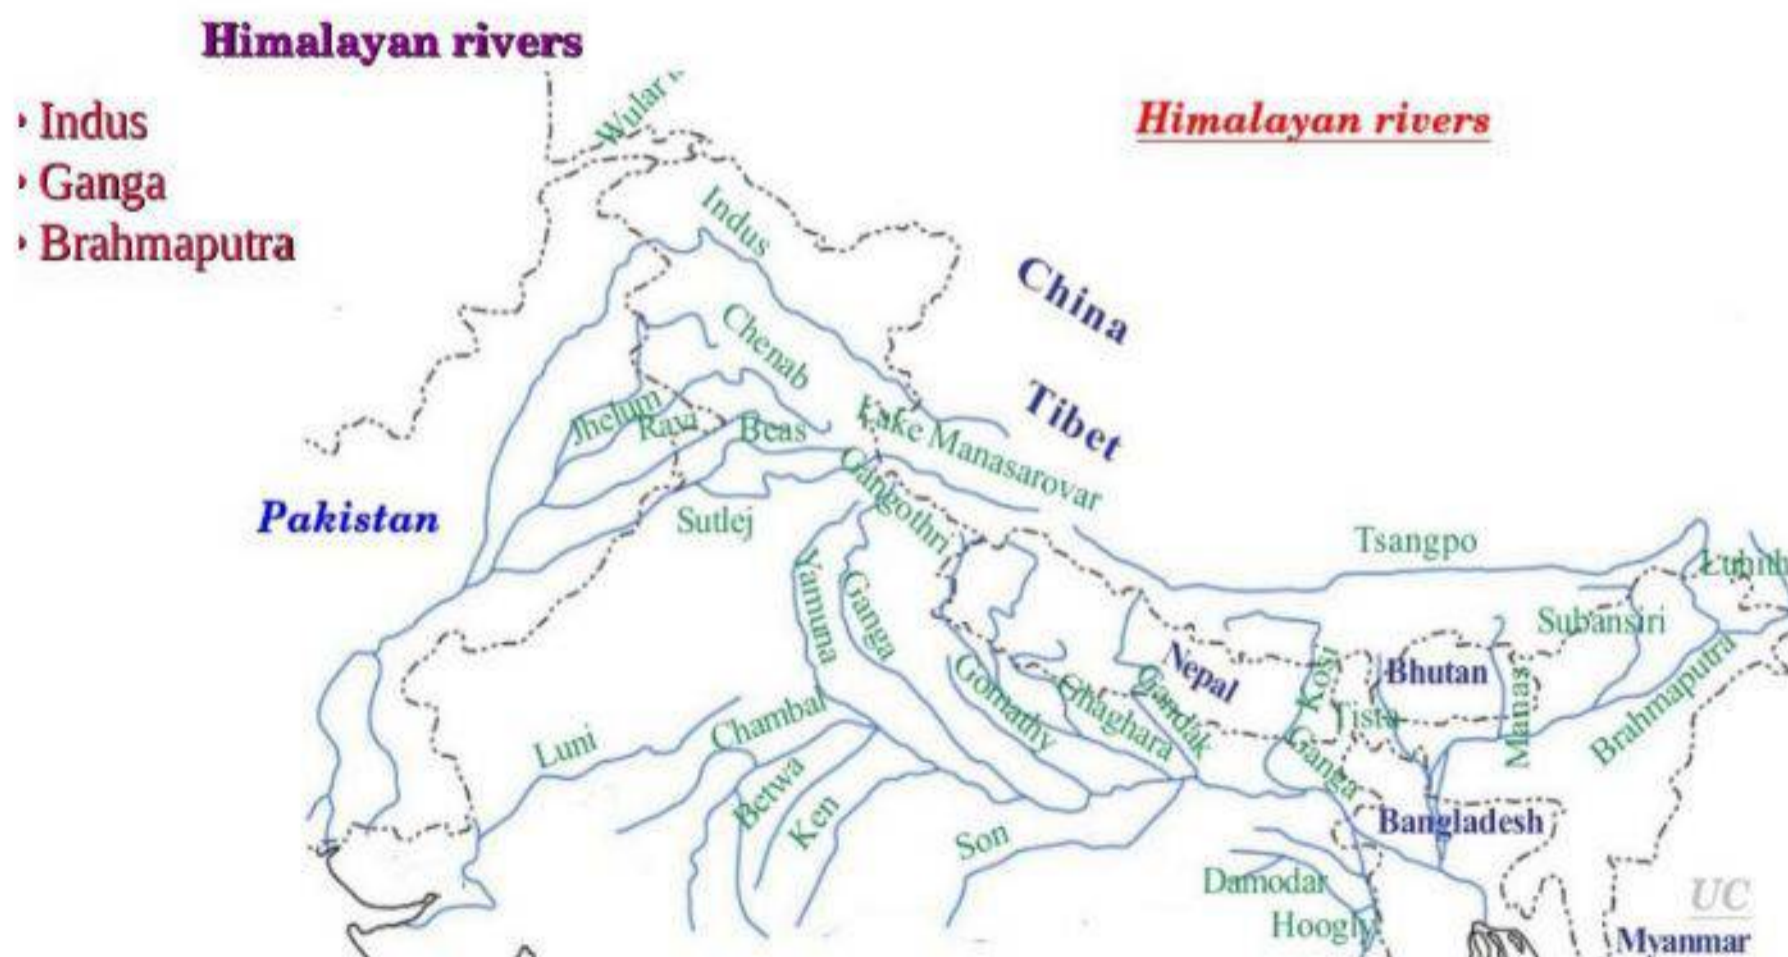 Himalayan rivers
Indus
Ganga
Brahmaputra
Himalayan rivers
Wular
Indus
China
Chenab
Tibet
Jhelum
Ravi
Beas
Lake Manasarovar
Gangothri
Pakistan
Sutlej
Tsangpo
Luhith
Yamuna
Ganga
Subansiri
Gomathy
Ghaghara
Gandak
Nepal
Kosi
Bhutan
Tista
Manas
Brahmaputra
Luni
Chambal
Ganga
Betwa
Ken
Son
Bangladesh
Damodar
Hoogly
UC
Myanmar